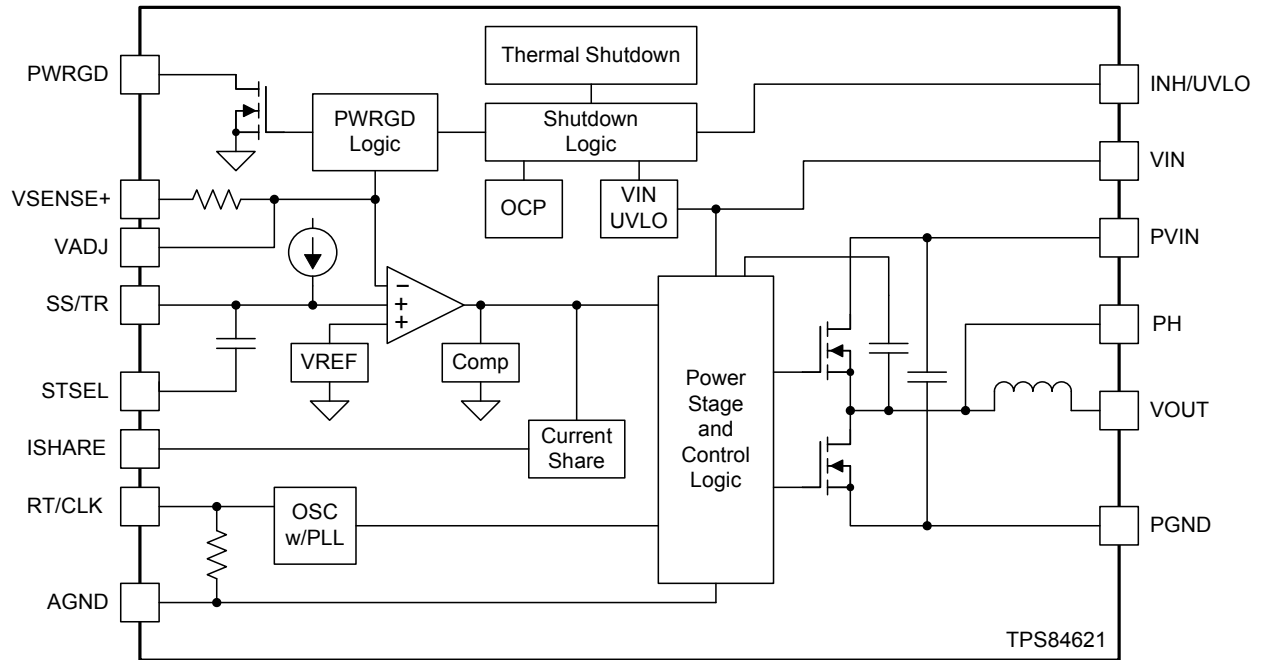 PWRGD
VSENSE+
VADJ
SS/TR
STSEL
ISHARE
RT/CLK
AGND
Thermal Shutdown
PWRGD
Logic
Shutdown
Logic
OCP
VIN
UVLO
−
+
+
VREF
Comp
Current
Share
OSC
w/PLL
Power
Stage
and
Control
Logic
INH/UVLO
VIN
PVIN
PH
VOUT
PGND
TPS84621